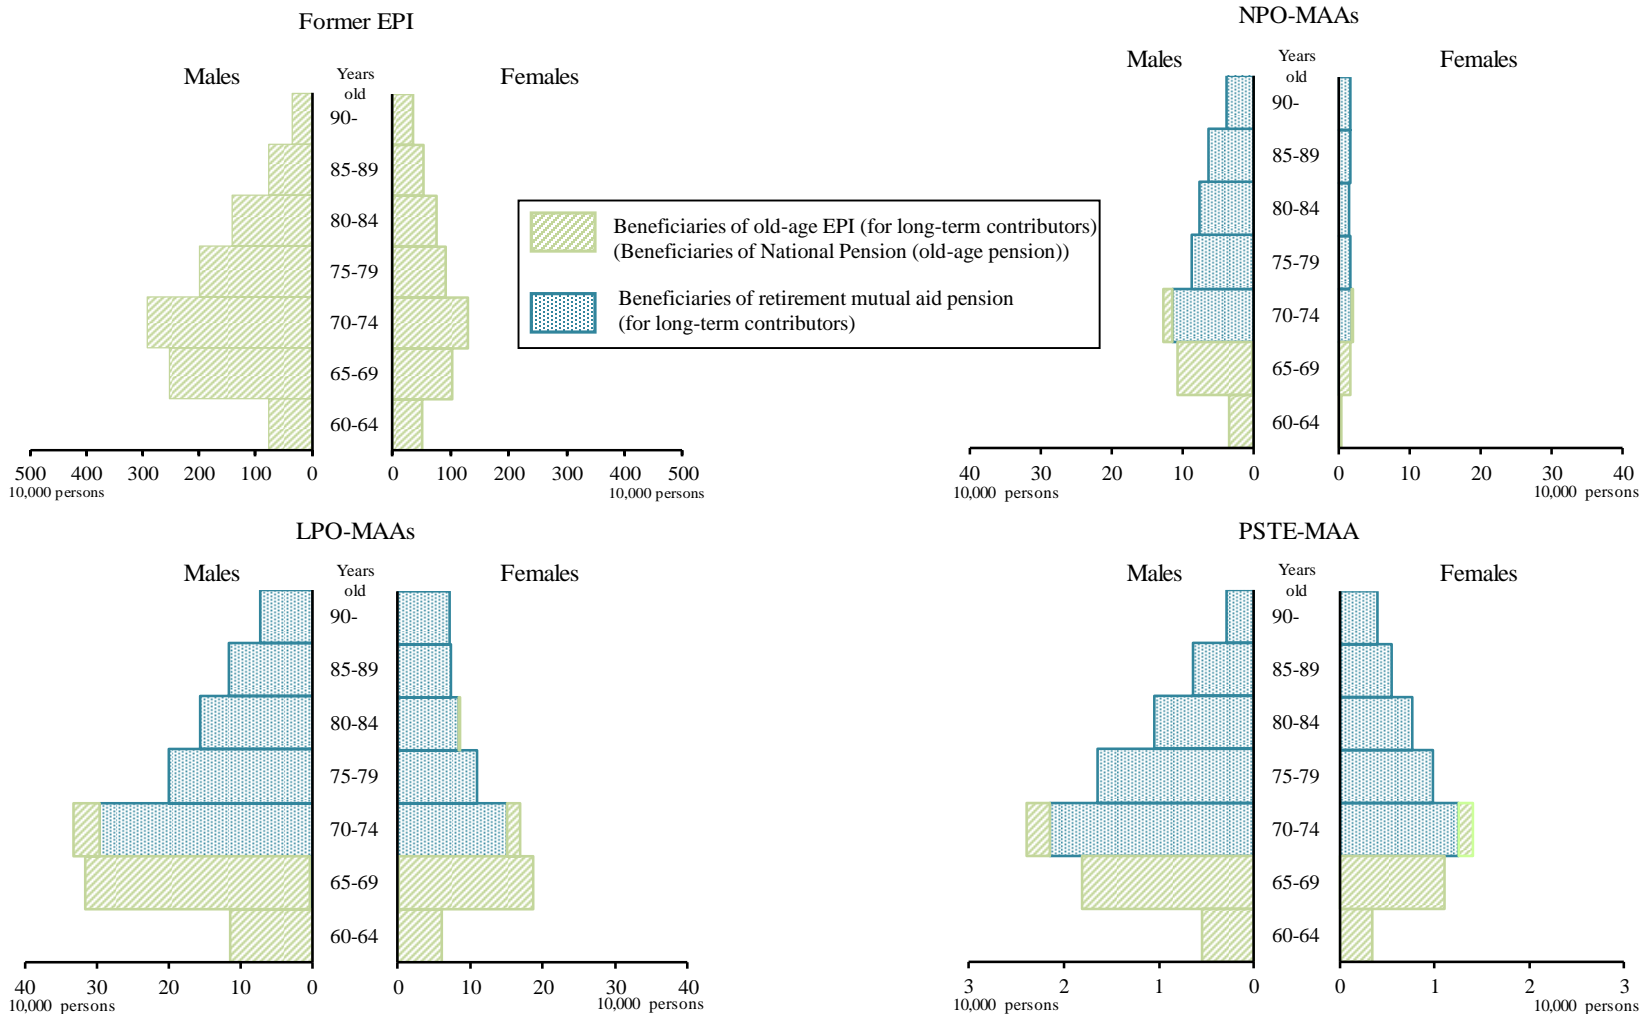 Former EPI
Males
Years
old
Females
90-
85-89
80-84
75-79
70-74
65-69
60-64
500 400 300 200 100 0
0 100 200 300 400 500
10,000 persons
10,000 persons
NPO-MAAs
Males
Years
old
Females
90-
85-89
80-84
75-79
70-74
65-69
60-64
40 30 20 10 0
0 10 20 30 40
10,000 persons
10,000 persons
Beneficiaries of old-age EPI (for long-term contributors)
(Beneficiaries of National Pension (old-age pension))
Beneficiaries of retirement mutual aid pension
(for long-term contributors)
LPO-MAAs
Males
Years
old
Females
90-
85-89
80-84
75-79
70-74
65-69
60-64
40 30 20 10 0
0 10 20 30 40
10,000 persons
10,000 persons
PSTE-MAA
Males
Years
old
Females
90-
85-89
80-84
75-79
70-74
65-69
60-64
3 2 1 0
0 1 2 3
10,000 persons
10,000 persons